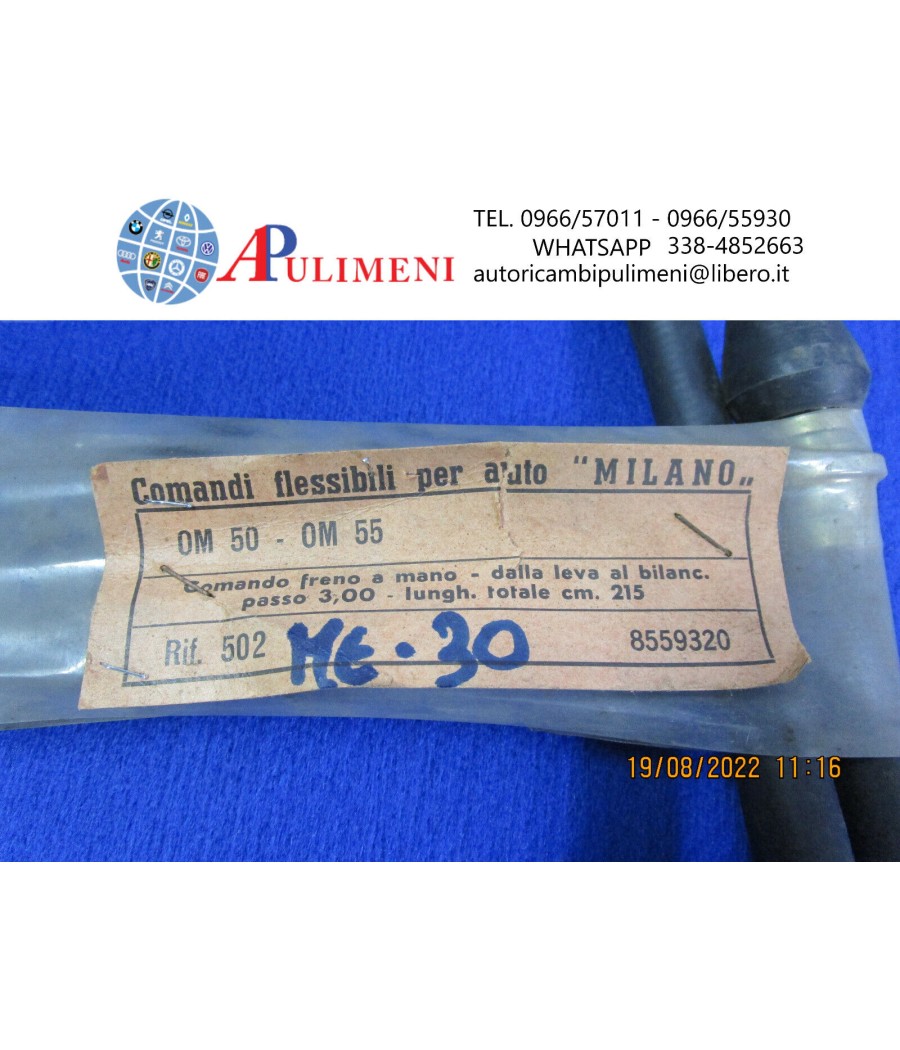 TEL. 0966/57011 - 0966/55930
WHATSAPP 338-4852663
autoricambipulimeni@libero.it
APULIMENI
Comandi flessibili per auto "MILANO„
OM 50 - OM 55
Comando freno a mano - dalla leva al bilanc.
passo 3,00 - lungh. totale cm. 215
Rif. 502 ME-30 8559320
19/08/2022 11:16